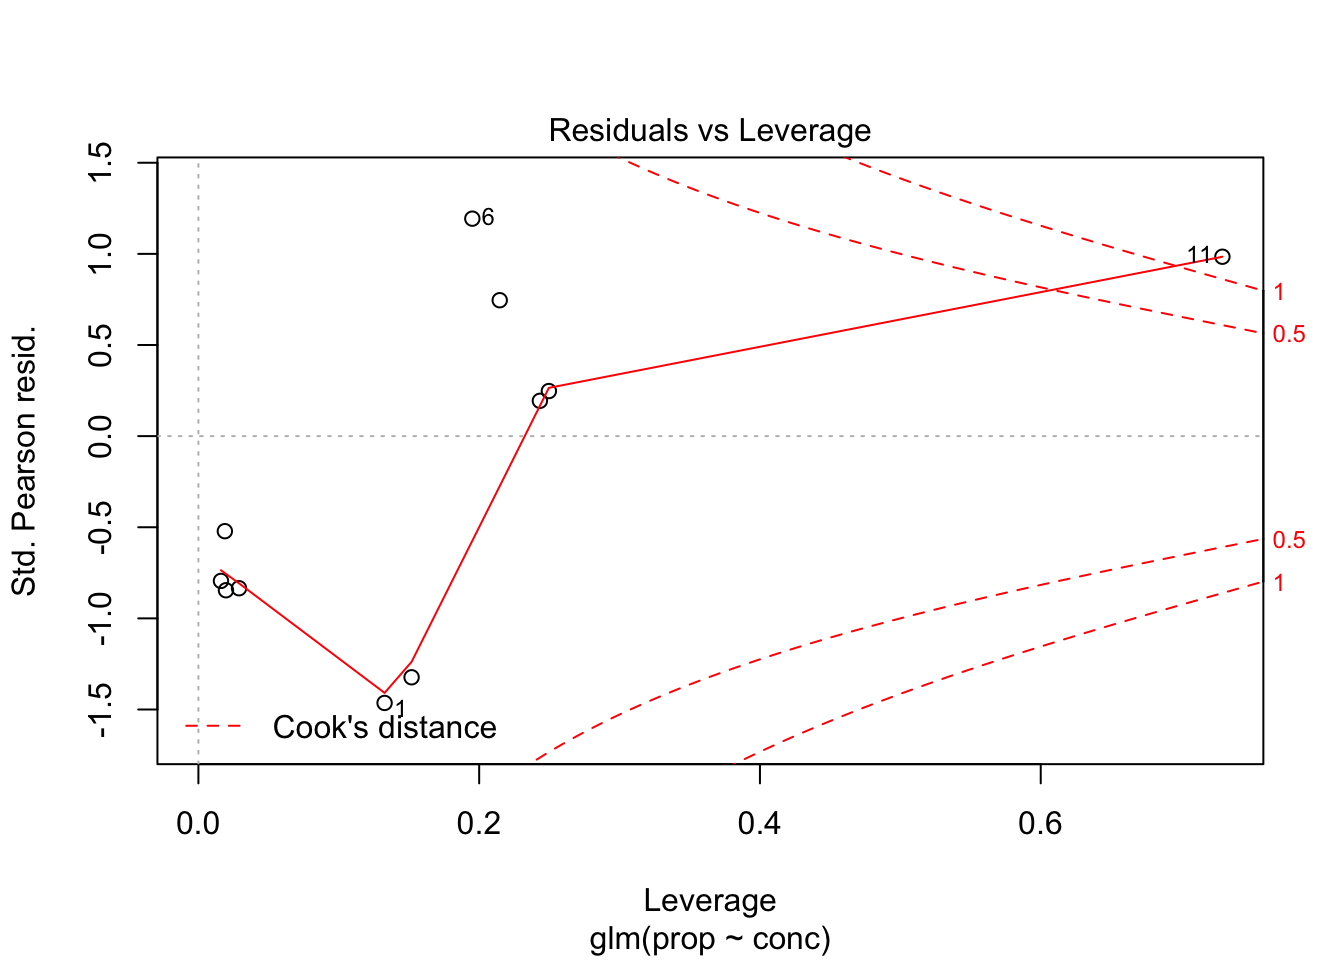 Residuals vs Leverage
Std. Pearson resid.
1.5
1.0
0.5
0.0
-0.5
-1.0
-1.5
6
11
1
1
0.5
0.5
1
Cook's distance
0.0 0.2 0.4 0.6
Leverage
glm(prop ~ conc)